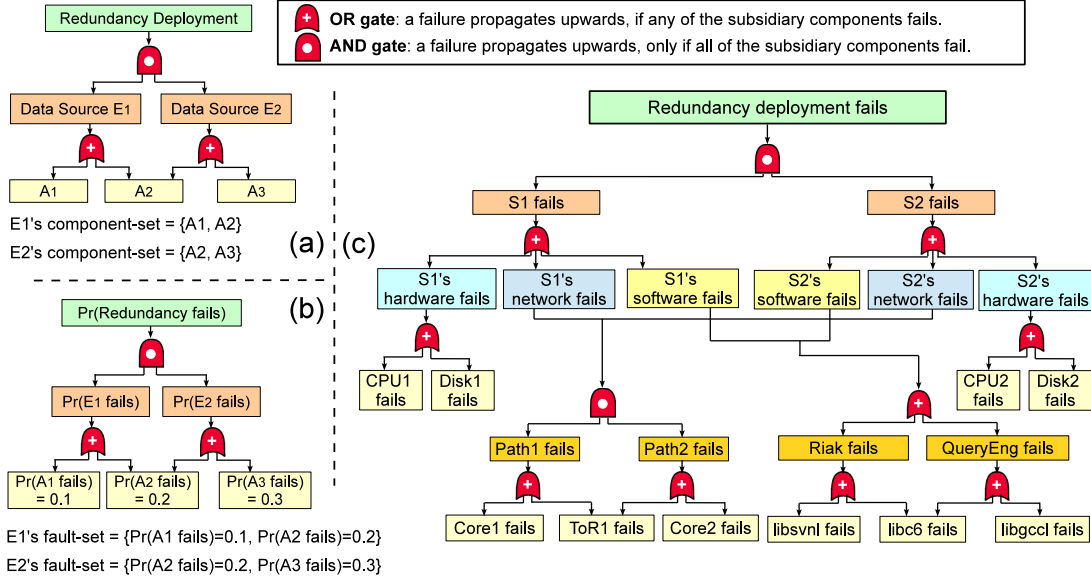 Redundancy Deployment
Data Source E1
Data Source E2
A1
A2
A3
E1's component-set = {A1, A2}
E2's component-set = {A2, A3}
(a)
OR gate: a failure propagates upwards, if any of the subsidiary components fails.
AND gate: a failure propagates upwards, only if all of the subsidiary components fail.
(b)
Pr(Redundancy fails)
Pr(E1 fails)
Pr(E2 fails)
Pr(A1 fails)
= 0.1
Pr(A2 fails)
= 0.2
Pr(A3 fails)
= 0.3
E1's fault-set = {Pr(A1 fails)=0.1, Pr(A2 fails)=0.2}
E2's fault-set = {Pr(A2 fails)=0.2, Pr(A3 fails)=0.3}
(c)
Redundancy deployment fails
S1 fails
S2 fails
S1's
hardware fails
S1's
network fails
S1's
software fails
S2's
software fails
S2's
network fails
S2's
hardware fails
CPU1
fails
Disk1
fails
CPU2
fails
Disk2
fails
Path1 fails
Path2 fails
Riak fails
QueryEng fails
Core1 fails
ToR1 fails
Core2 fails
libsvnl fails
libc6 fails
libgccl fails